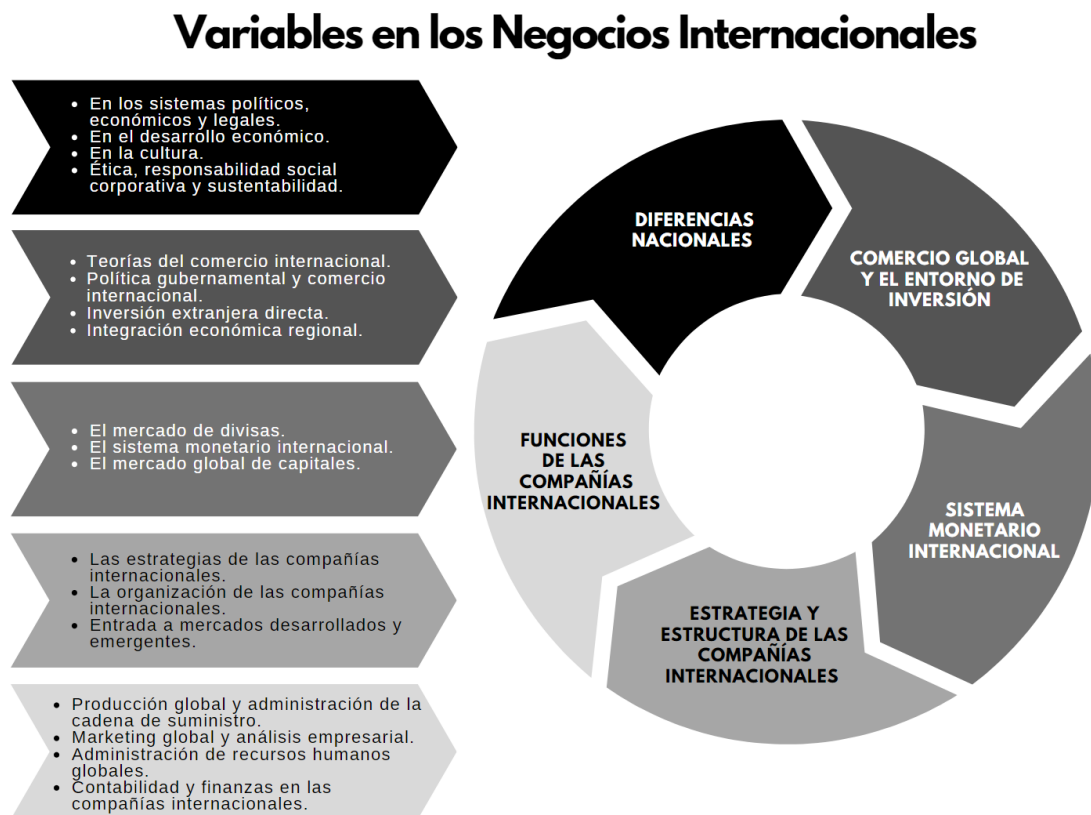 Variables en los Negocios Internacionales
• En los sistemas políticos,
económicos y legales.
• En el desarrollo económico.
• En la cultura.
• Ética, responsabilidad social
corporativa y sustentabilidad.
• Teorías del comercio internacional.
• Política gubernamental y comercio
internacional.
• Inversión extranjera directa.
• Integración económica regional.
• El mercado de divisas.
• El sistema monetario internacional.
• El mercado global de capitales.
• Las estrategias de las compañías
internacionales.
• La organización de las compañías
internacionales.
• Entrada a mercados desarrollados y
emergentes.
• Producción global y administración de la
cadena de suministro.
• Marketing global y análisis empresarial.
• Administración de recursos humanos
globales.
• Contabilidad y finanzas en las
compañías internacionales.
DIFERENCIAS
NACIONALES
COMERCIO GLOBAL
Y EL ENTORNO DE
INVERSIÓN
SISTEMA
MONETARIO
INTERNACIONAL
ESTRATEGIA Y
ESTRUCTURA DE LAS
COMPAÑÍAS
INTERNACIONALES
FUNCIONES
DE LAS
COMPAÑÍAS
INTERNACIONALES